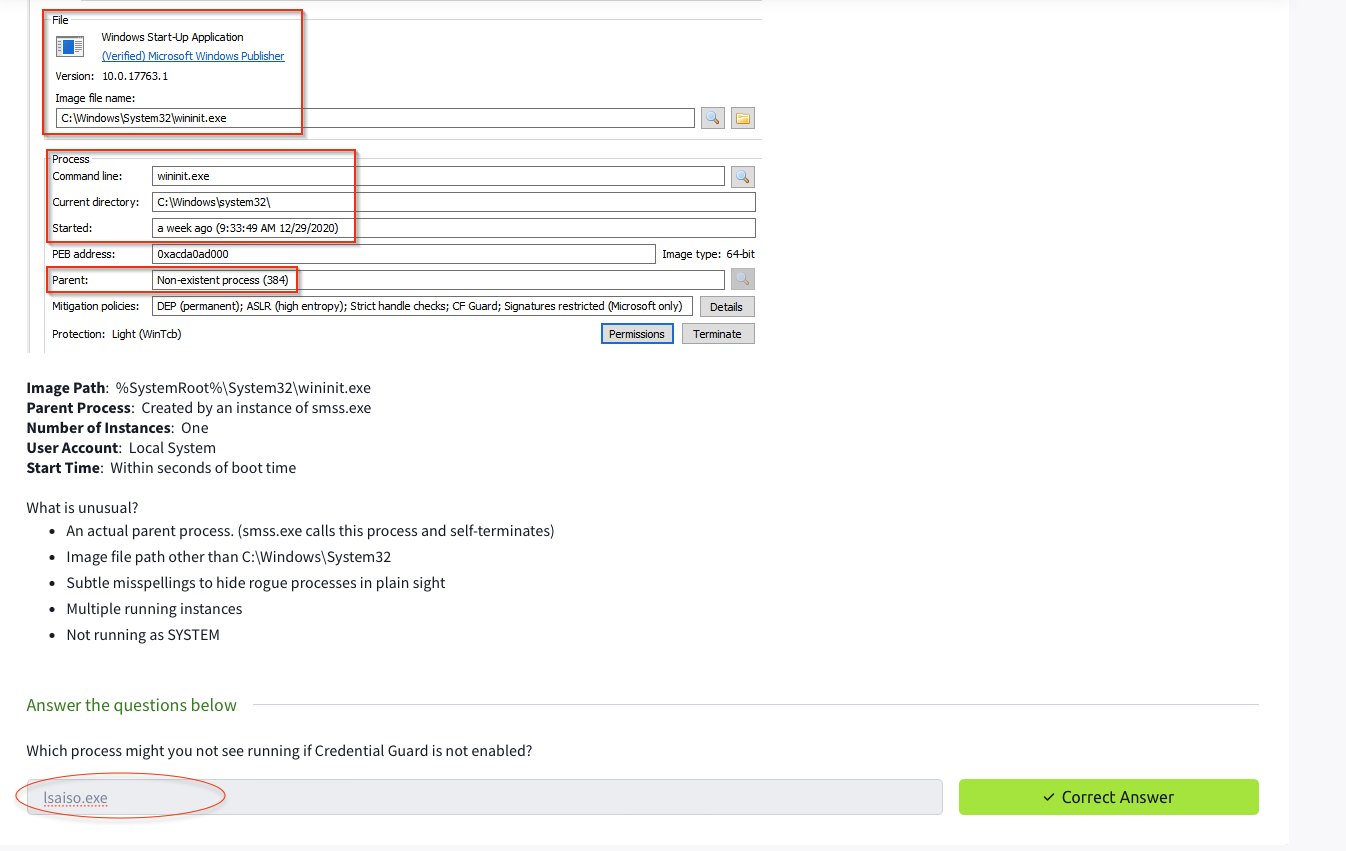 File
Windows Start-Up Application
(Verified) Microsoft Windows Publisher
Version: 10.0.17763.1
Image file name:
C:\Windows\System32\wininit.exe
Process
Command line: wininit.exe
Current directory: C:\Windows\system32\
Started: a week ago (9:33:49 AM 12/29/2020)
PEB address: 0xacda0ad000 Image type: 64-bit
Parent: Non-existent process (384)
Mitigation policies: DEP (permanent); ASLR (high entropy); Strict handle checks; CF Guard; Signatures restricted (Microsoft only) Details
Protection: Light (WinTcb) Permissions Terminate
Image Path: %SystemRoot%\System32\wininit.exe
Parent Process: Created by an instance of smss.exe
Number of Instances: One
User Account: Local System
Start Time: Within seconds of boot time
What is unusual?
• An actual parent process. (smss.exe calls this process and self-terminates)
• Image file path other than C:\Windows\System32
• Subtle misspellings to hide rogue processes in plain sight
• Multiple running instances
• Not running as SYSTEM
Answer the questions below
Which process might you not see running if Credential Guard is not enabled?
lsaiso.exe ✓ Correct Answer